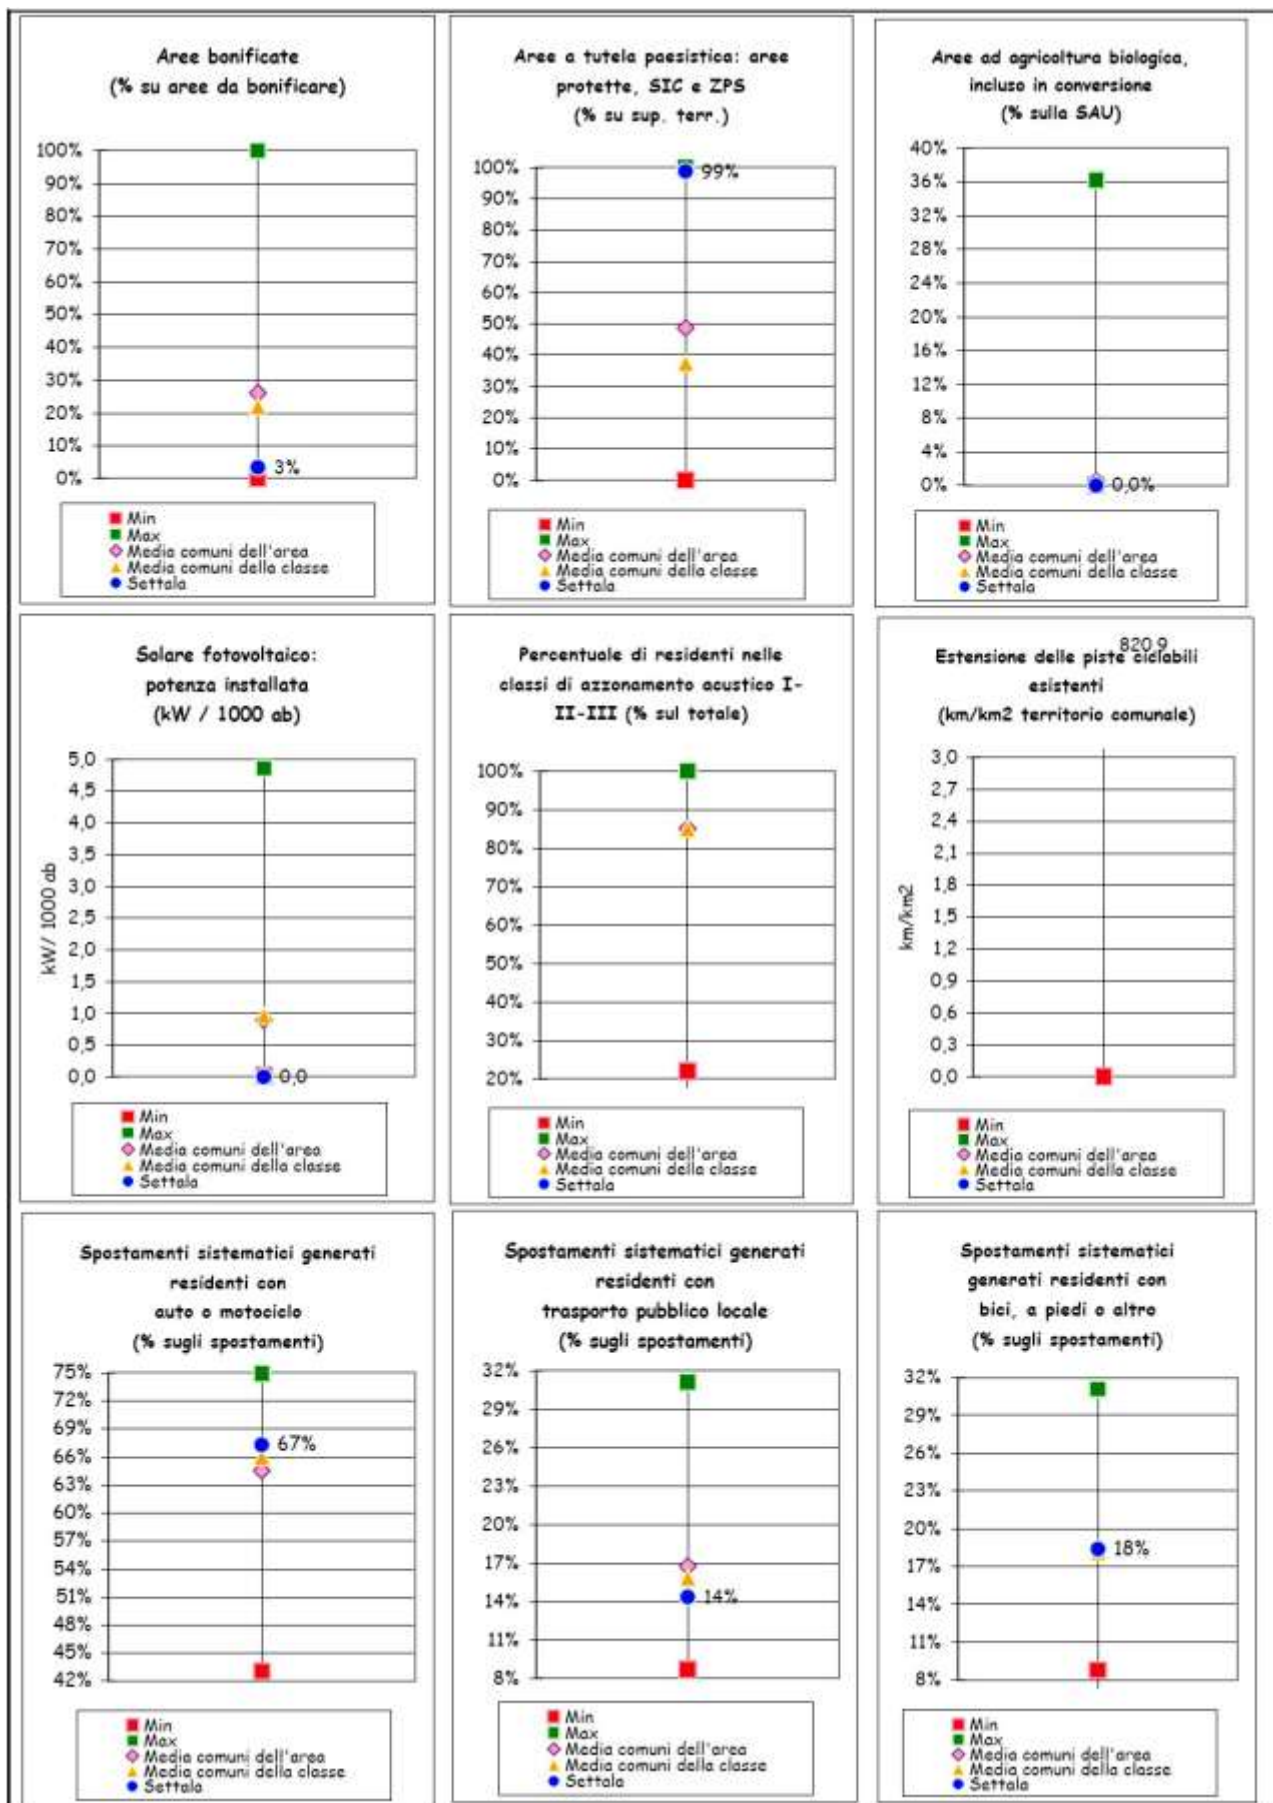 Aree bonificate
(% su aree da bonificare)
100%
90%
80%
70%
60%
50%
40%
30%
20%
10%
0%
3%
Min
Max
Media comuni dell'area
Media comuni della classe
Settala
Aree a tutela paesistica: aree
protette, SIC e ZPS
(% su sup. terr.)
100%
90%
80%
70%
60%
50%
40%
30%
20%
10%
0%
99%
Min
Max
Media comuni dell'area
Media comuni della classe
Settala
Aree ad agricoltura biologica,
incluso in conversione
(% sulla SAU)
40%
36%
32%
28%
24%
20%
16%
12%
8%
4%
0%
0,0%
Min
Max
Media comuni dell'area
Media comuni della classe
Settala
Solare fotovoltaico:
potenza installata
(kW / 1000 ab)
kW/ 1000 ab
5,0
4,5
4,0
3,5
3,0
2,5
2,0
1,5
1,0
0,5
0,0
0,0
Min
Max
Media comuni dell'area
Media comuni della classe
Settala
Percentuale di residenti nelle
classi di azzonamento acustico I-
II-III (% sul totale)
100%
90%
80%
70%
60%
50%
40%
30%
20%
Min
Max
Media comuni dell'area
Media comuni della classe
Settala
820,9
Estensione delle piste ciclabili
esistenti
(km/km2 territorio comunale)
km/km2
3,0
2,7
2,4
2,1
1,8
1,5
1,2
0,9
0,6
0,3
0,0
Min
Max
Media comuni dell'area
Media comuni della classe
Settala
Spostamenti sistematici generati
residenti con
auto o motociclo
(% sugli spostamenti)
75%
72%
69%
66%
63%
60%
57%
54%
51%
48%
45%
42%
67%
Min
Max
Media comuni dell'area
Media comuni della classe
Settala
Spostamenti sistematici generati
residenti con
trasporto pubblico locale
(% sugli spostamenti)
32%
29%
26%
23%
20%
17%
14%
11%
8%
14%
Min
Max
Media comuni dell'area
Media comuni della classe
Settala
Spostamenti sistematici
generati residenti con
bici, a piedi o altro
(% sugli spostamenti)
32%
29%
26%
23%
20%
17%
14%
11%
8%
18%
Min
Max
Media comuni dell'area
Media comuni della classe
Settala